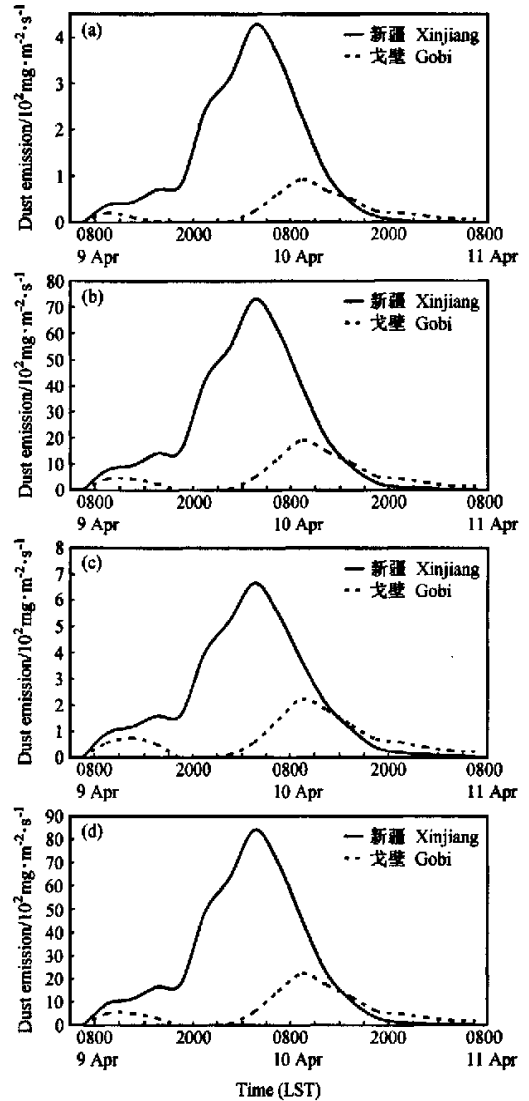 (a)
新疆 Xinjiang
戈壁 Gobi
Dust emission/10²mg·m⁻²·s⁻¹
4
3
2
1
0
0800 2000 0800 2000 0800
9 Apr 10 Apr 11 Apr
(b)
新疆 Xinjiang
戈壁 Gobi
Dust emission/10²mg·m⁻²·s⁻¹
80
70
60
50
40
30
20
10
0
0800 2000 0800 2000 0800
9 Apr 10 Apr 11 Apr
(c)
新疆 Xinjiang
戈壁 Gobi
Dust emission/10²mg·m⁻²·s⁻¹
8
7
6
5
4
3
2
1
0
0800 2000 0800 2000 0800
9 Apr 10 Apr 11 Apr
(d)
新疆 Xinjiang
戈壁 Gobi
Dust emission/10²mg·m⁻²·s⁻¹
90
80
70
60
50
40
30
20
10
0
0800 2000 0800 2000 0800
9 Apr 10 Apr 11 Apr
Time (LST)